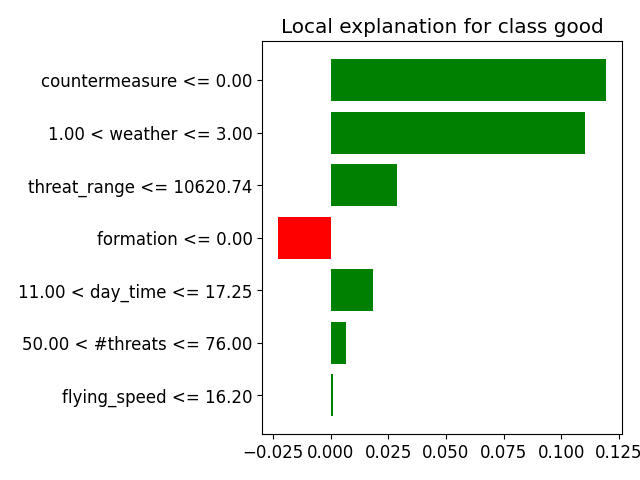 Local explanation for class good
countermeasure <= 0.00
1.00 < weather <= 3.00
threat_range <= 10620.74
formation <= 0.00
11.00 < day_time <= 17.25
50.00 < #threats <= 76.00
flying_speed <= 16.20
−0.025 0.000 0.025 0.050 0.075 0.100 0.125